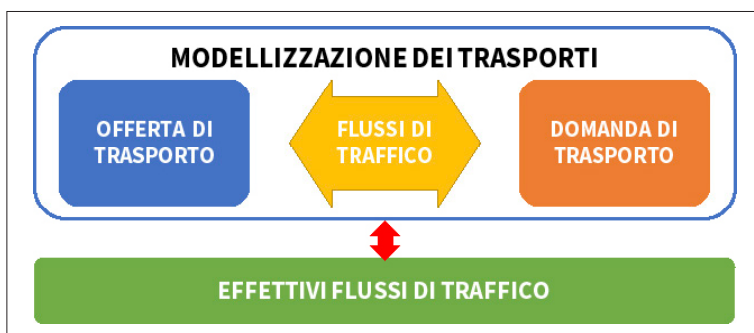 MODELLIZZAZIONE DEI TRASPORTI
OFFERTA DI
TRASPORTO
FLUSSI DI
TRAFFICO
DOMANDA DI
TRASPORTO
EFFETTIVI FLUSSI DI TRAFFICO